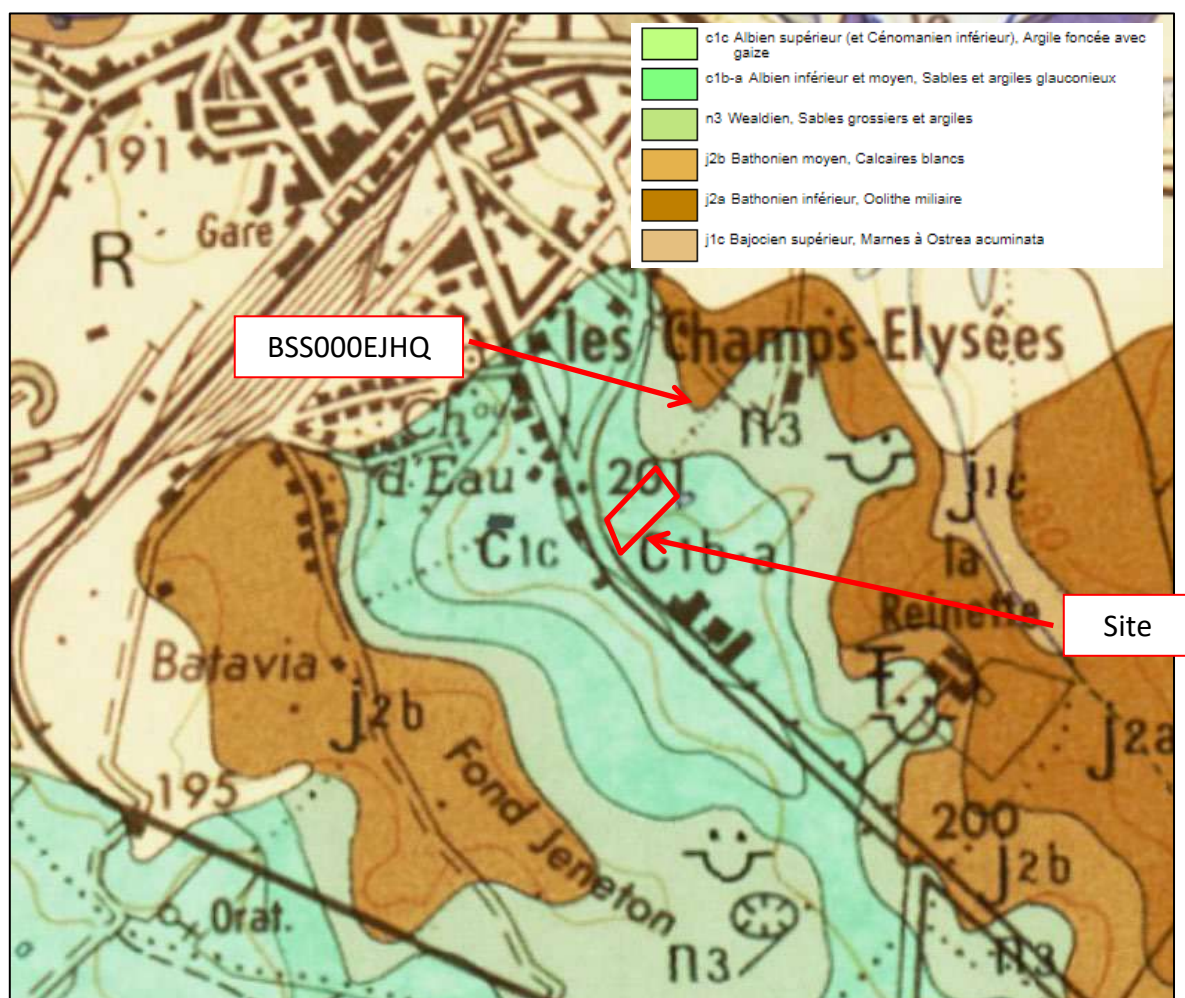 c1c Albien supérieur (et Cénomanien inférieur), Argile foncée avec
gaize
c1b-a Albien inférieur et moyen, Sables et argiles glauconieux
n3 Wealdien, Sables grossiers et argiles
j2b Bathonien moyen, Calcaires blancs
j2a Bathonien inférieur, Oolithe miliaire
j1c Bajocien supérieur, Marnes à Ostrea acuminata
191
Gare
R
BSS000EJHQ
les Champs-Elysées
Ch^ou
d'Eau
n3
201
j1c
C1c
C1b-a
la
Reinette
Site
Batavia
j2b
T
j2a
195
Fond Jeneton
200
j2b
Orat.
n3
n3